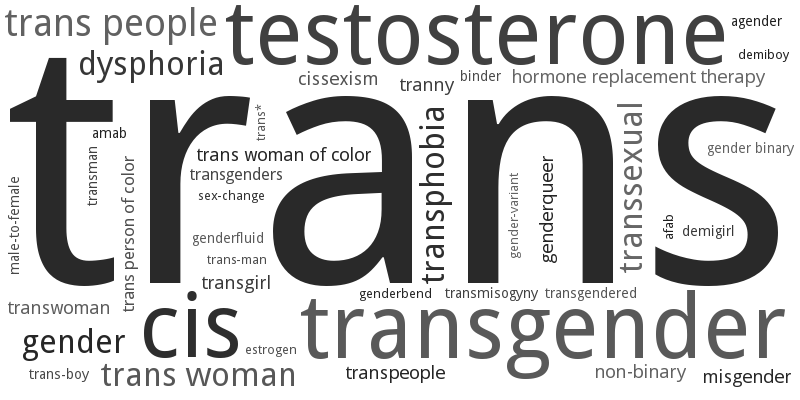 trans people
testosterone
agender
dysphoria
demiboy
cissexism
tranny
binder
hormone replacement therapy
trans
trans*
amab
transman
trans woman of color
transgenders
sex-change
male-to-female
trans person of color
genderfluid
trans-man
transgirl
transphobia
gender-variant
genderqueer
transsexual
gender binary
afab
demigirl
genderbend
transmisogyny
transgendered
transwoman
cis
transgender
gender
estrogen
trans-boy
trans woman
transpeople
non-binary
misgender